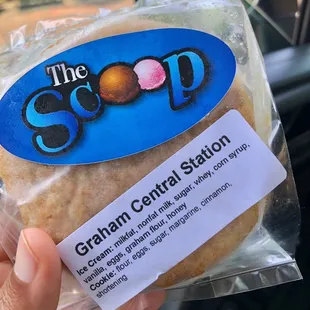 The
Scoop
Graham Central Station
Ice Cream: milkfat, nonfat milk, sugar, whey, corn syrup,
vanilla, eggs, graham flour, honey
Cookie: flour, eggs, sugar, margarine, cinnamon,
shortening